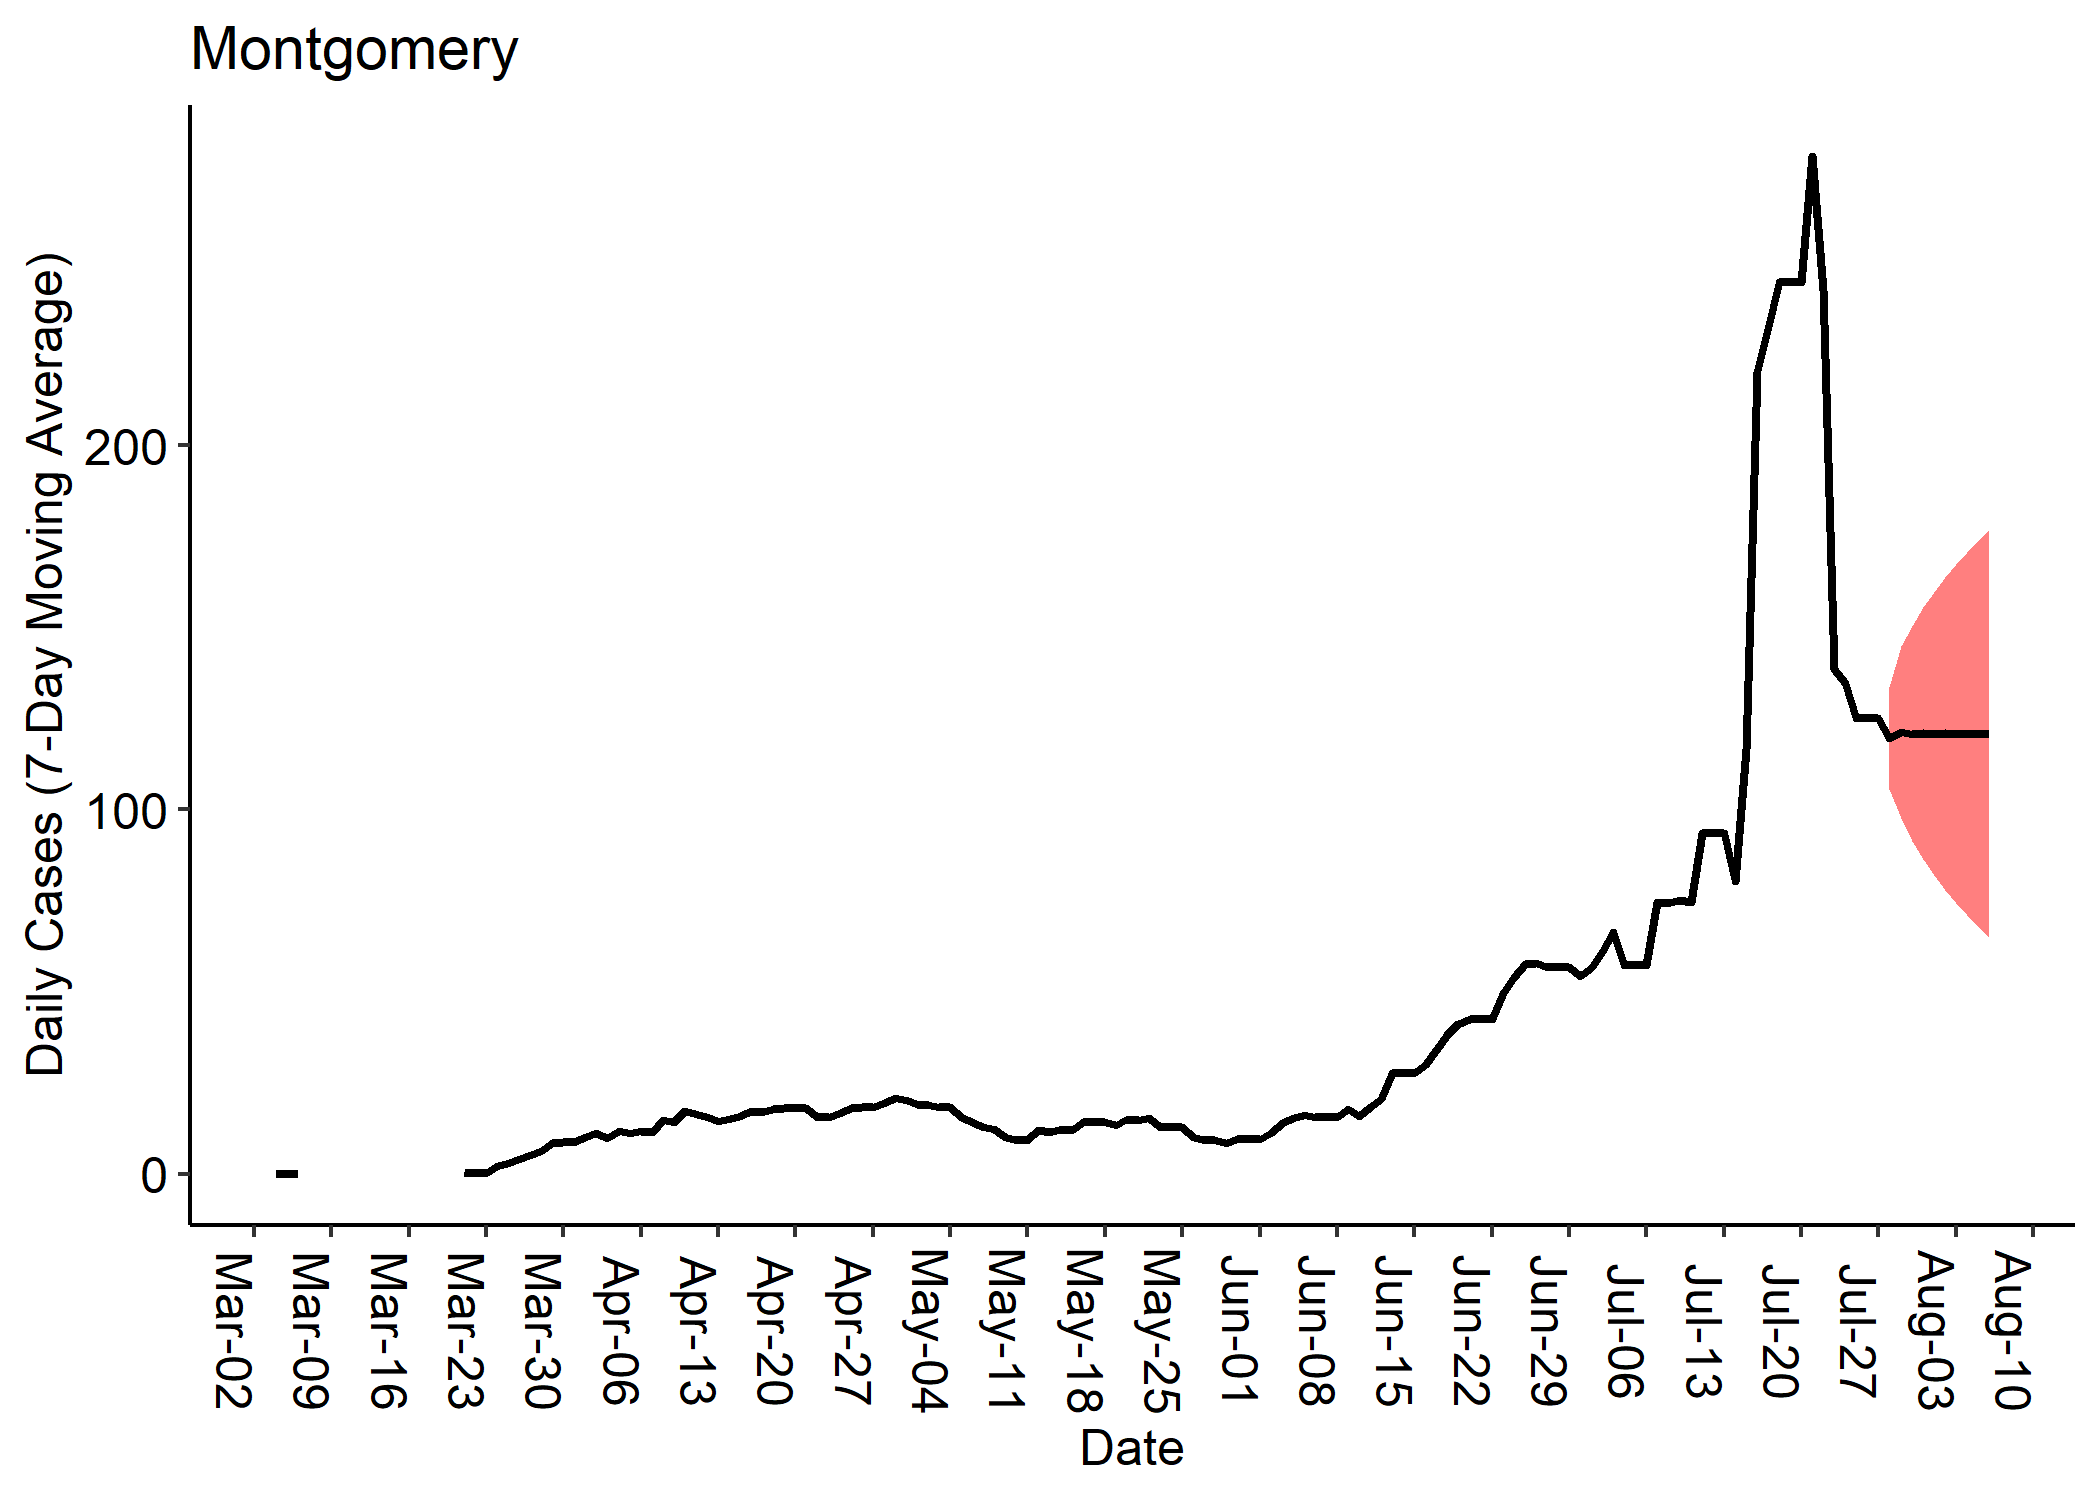 Montgomery
Daily Cases (7-Day Moving Average)
200
100
0
Mar-02
Mar-09
Mar-16
Mar-23
Mar-30
Apr-06
Apr-13
Apr-20
Apr-27
May-04
May-11
May-18
May-25
Jun-01
Jun-08
Jun-15
Jun-22
Jun-29
Jul-06
Jul-13
Jul-20
Jul-27
Aug-03
Aug-10
Date